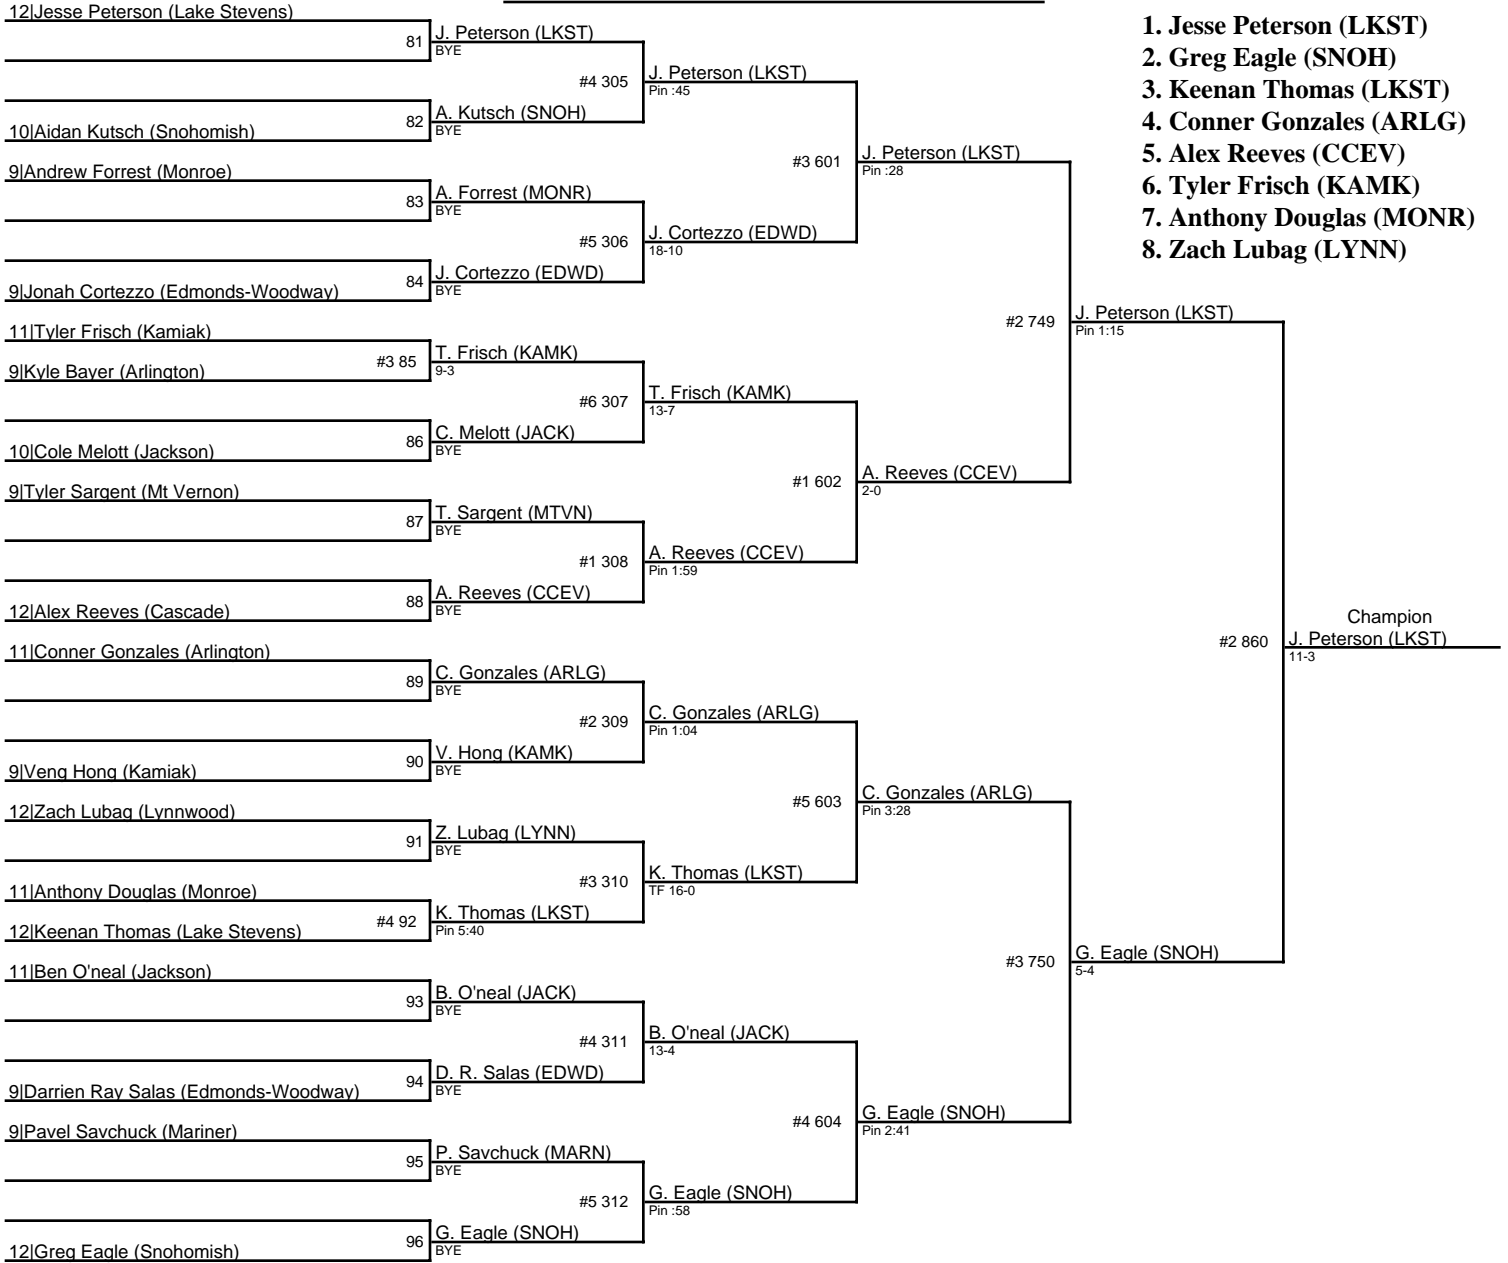 12|Jesse Peterson (Lake Stevens)
81
J. Peterson (LKST)
BYE
#4 305
J. Peterson (LKST)
Pin :45
10|Aidan Kutsch (Snohomish)
82
A. Kutsch (SNOH)
BYE
#3 601
J. Peterson (LKST)
Pin :28
9|Andrew Forrest (Monroe)
83
A. Forrest (MONR)
BYE
#5 306
J. Cortezzo (EDWD)
18-10
9|Jonah Cortezzo (Edmonds-Woodway)
84
J. Cortezzo (EDWD)
BYE
#2 749
J. Peterson (LKST)
Pin 1:15
11|Tyler Frisch (Kamiak)
9|Kyle Bayer (Arlington)
#3 85
T. Frisch (KAMK)
9-3
#6 307
T. Frisch (KAMK)
13-7
10|Cole Melott (Jackson)
86
C. Melott (JACK)
BYE
#1 602
A. Reeves (CCEV)
2-0
9|Tyler Sargent (Mt Vernon)
87
T. Sargent (MTVN)
BYE
#1 308
A. Reeves (CCEV)
Pin 1:59
12|Alex Reeves (Cascade)
88
A. Reeves (CCEV)
BYE
#2 860
Champion
J. Peterson (LKST)
11-3
11|Conner Gonzales (Arlington)
89
C. Gonzales (ARLG)
BYE
#2 309
C. Gonzales (ARLG)
Pin 1:04
9|Veng Hong (Kamiak)
90
V. Hong (KAMK)
BYE
#5 603
C. Gonzales (ARLG)
Pin 3:28
12|Zach Lubag (Lynnwood)
91
Z. Lubag (LYNN)
BYE
#3 310
K. Thomas (LKST)
TF 16-0
11|Anthony Douglas (Monroe)
12|Keenan Thomas (Lake Stevens)
#4 92
K. Thomas (LKST)
Pin 5:40
#3 750
G. Eagle (SNOH)
5-4
11|Ben O'neal (Jackson)
93
B. O'neal (JACK)
BYE
#4 311
B. O'neal (JACK)
13-4
9|Darrien Ray Salas (Edmonds-Woodway)
94
D. R. Salas (EDWD)
BYE
#4 604
G. Eagle (SNOH)
Pin 2:41
9|Pavel Savchuck (Mariner)
95
P. Savchuck (MARN)
BYE
#5 312
G. Eagle (SNOH)
Pin :58
12|Greg Eagle (Snohomish)
96
G. Eagle (SNOH)
BYE
1. Jesse Peterson (LKST)
2. Greg Eagle (SNOH)
3. Keenan Thomas (LKST)
4. Conner Gonzales (ARLG)
5. Alex Reeves (CCEV)
6. Tyler Frisch (KAMK)
7. Anthony Douglas (MONR)
8. Zach Lubag (LYNN)